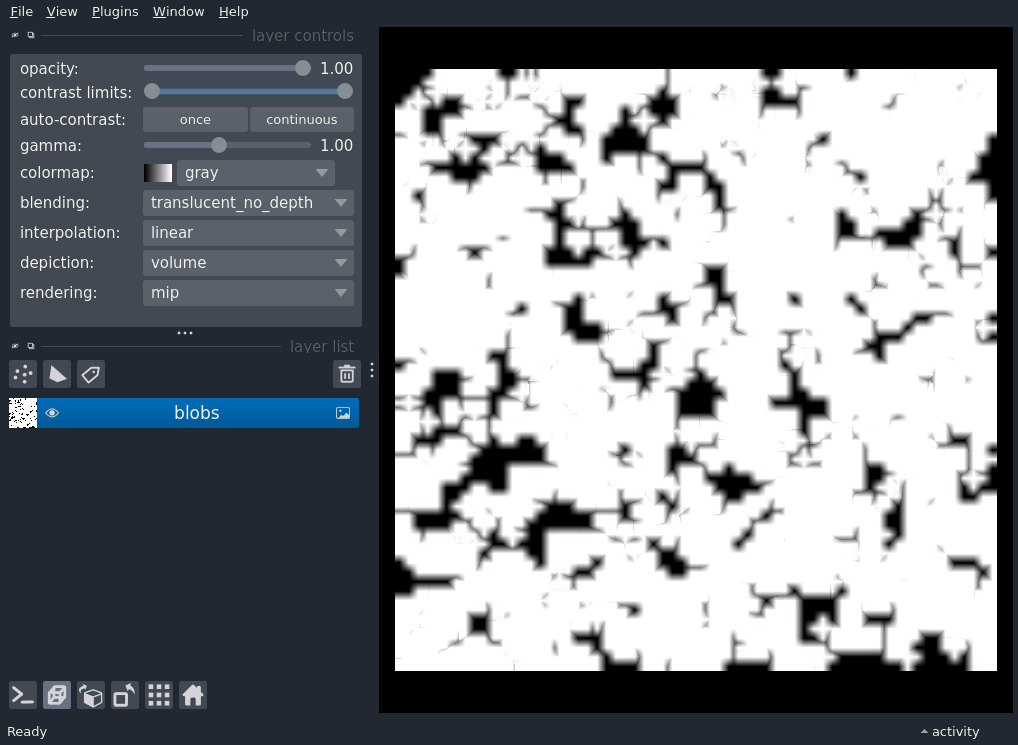 File View Plugins Window Help
layer controls
opacity: 1.00
contrast limits:
auto-contrast: once continuous
gamma: 1.00
colormap: gray
blending: translucent_no_depth
interpolation: linear
depiction: volume
rendering: mip
layer list
blobs
Ready activity